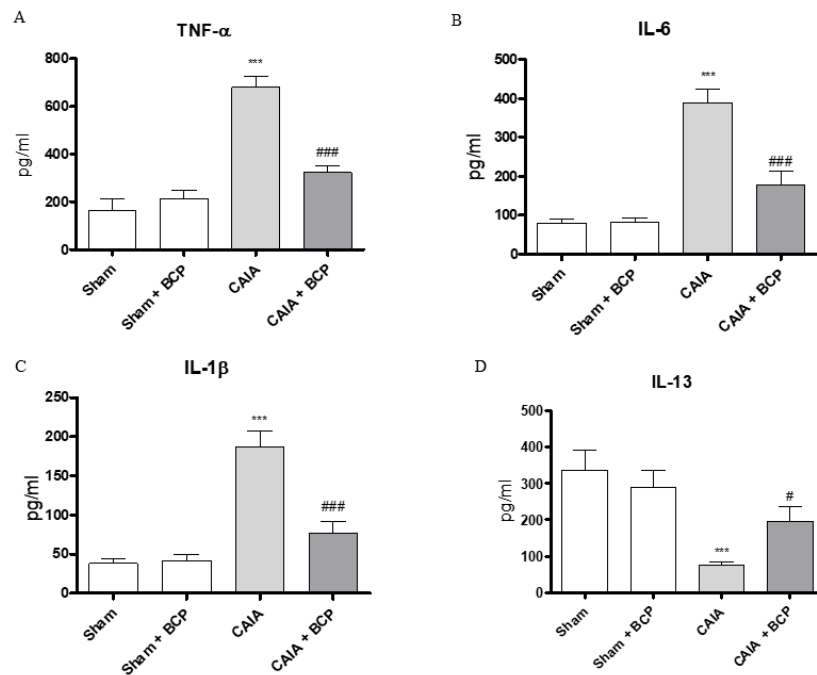 A
TNF-α
800
600
400
200
0
pg/ml
***
###
Sham
Sham + BCP
CAIA
CAIA + BCP
B
IL-6
500
400
300
200
100
0
pg/ml
***
###
Sham
Sham + BCP
CAIA
CAIA + BCP
C
IL-1β
250
200
150
100
50
0
pg/ml
***
###
Sham
Sham + BCP
CAIA
CAIA + BCP
D
IL-13
500
400
300
200
100
0
pg/ml
***
#
Sham
Sham + BCP
CAIA
CAIA + BCP